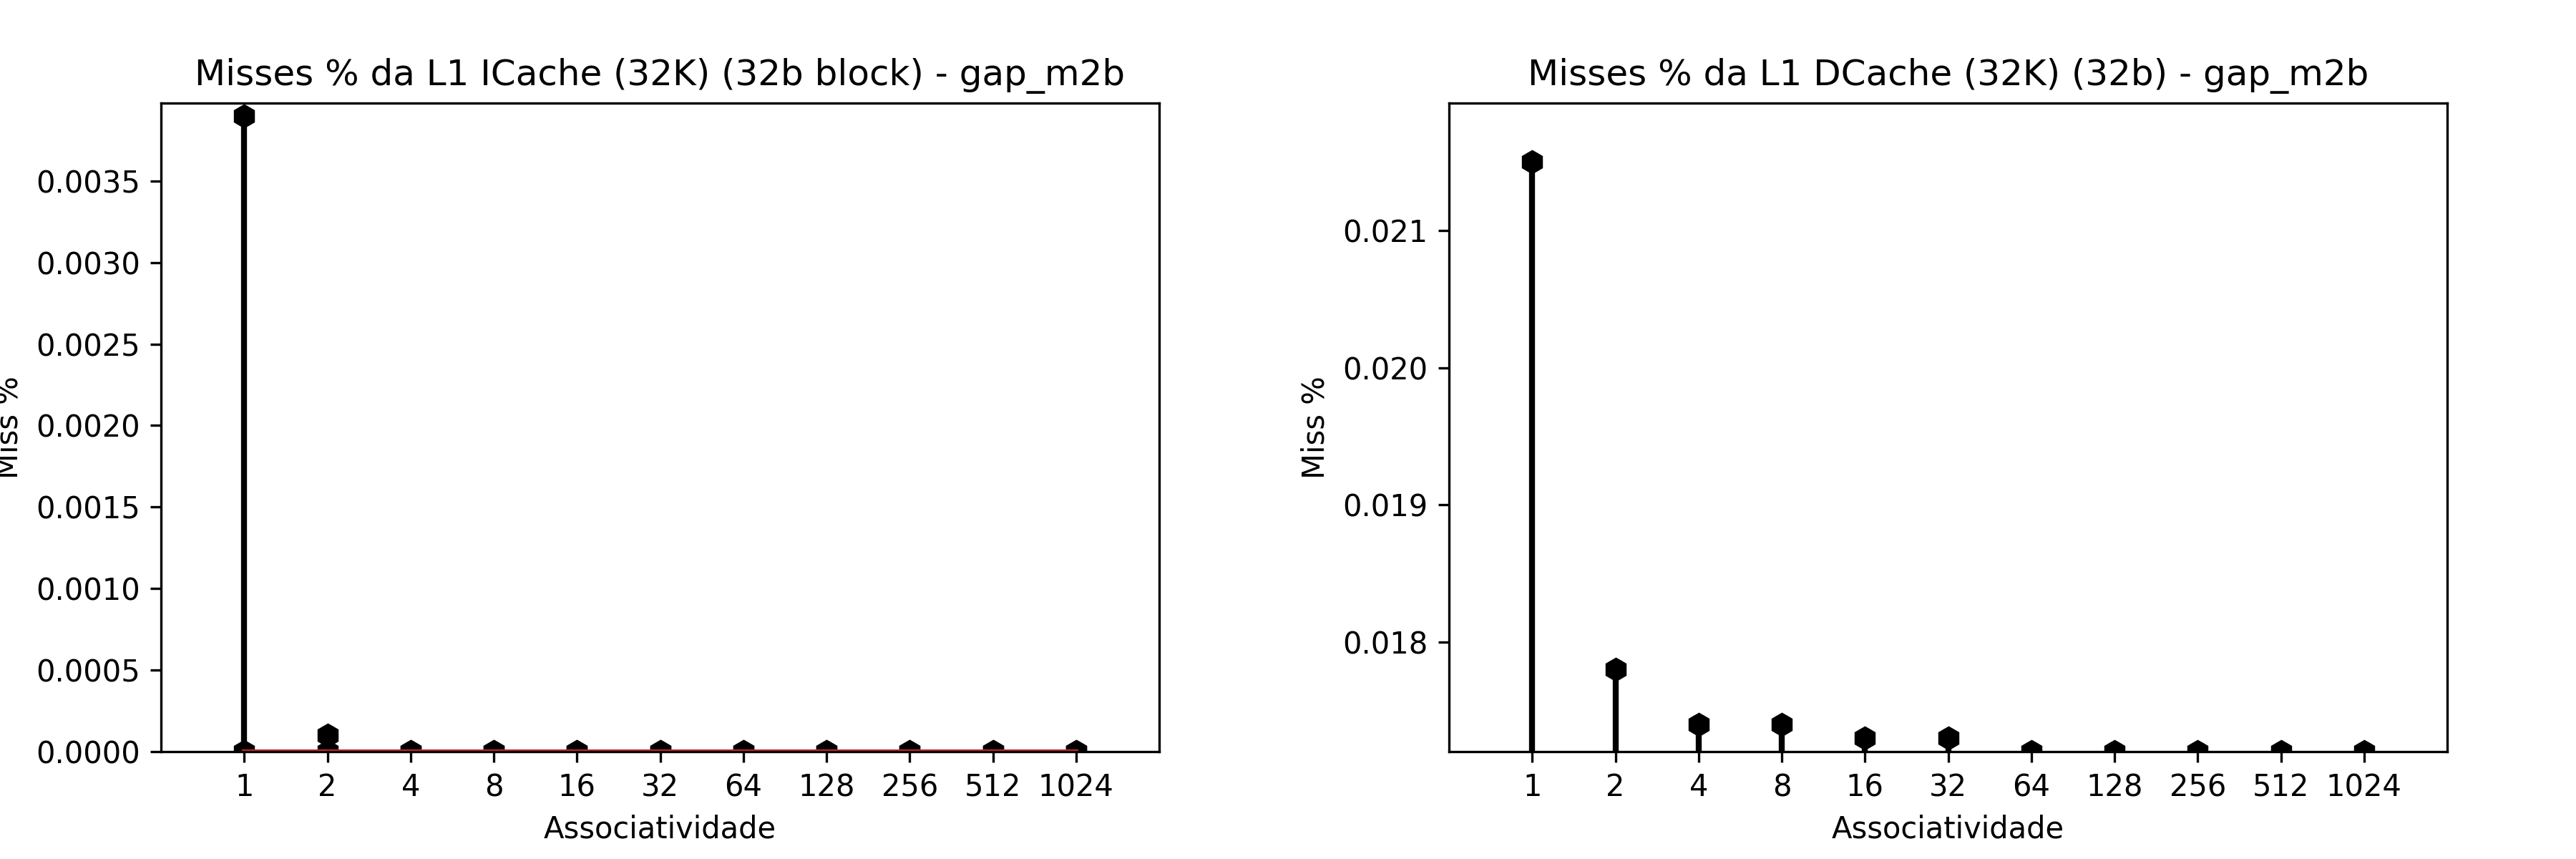 Misses % da L1 ICache (32K) (32b block) - gap_m2b
0.0035
0.0030
0.0025
0.0020
0.0015
0.0010
0.0005
0.0000
Miss %
1 2 4 8 16 32 64 128 256 512 1024
Associatividade
Misses % da L1 DCache (32K) (32b) - gap_m2b
0.021
0.020
0.019
0.018
Miss %
1 2 4 8 16 32 64 128 256 512 1024
Associatividade